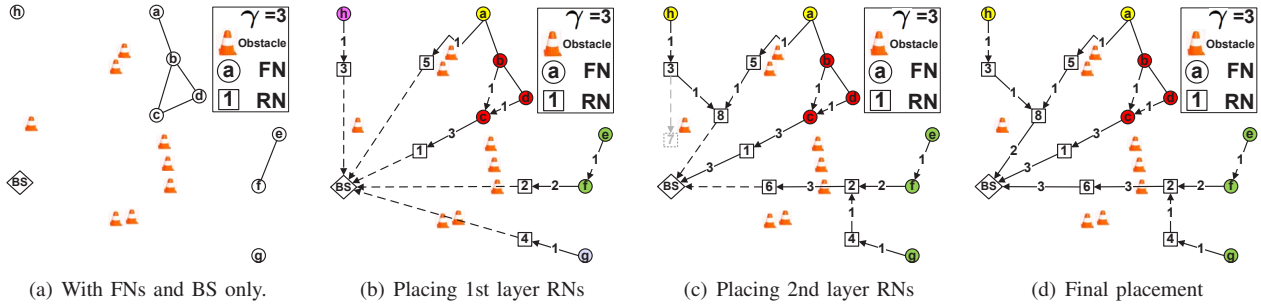 h
a
b
d
c
e
f
g
BS
γ =3
Obstacle
a FN
1 RN
(a) With FNs and BS only.
h
1
3
a
1
5
b
1
d
1
c
3
1
BS
e
1
f
2
2
g
1
4
γ =3
Obstacle
a FN
1 RN
(b) Placing 1st layer RNs
h
1
3
1
7
a
1
5
1
8
b
1
d
1
c
3
1
3
BS
e
1
f
2
2
3
6
1
4
1
g
γ =3
Obstacle
a FN
1 RN
(c) Placing 2nd layer RNs
h
1
3
1
a
1
5
1
8
2
b
1
d
1
c
3
1
3
BS
e
1
f
2
2
3
6
3
1
4
1
g
γ =3
Obstacle
a FN
1 RN
(d) Final placement